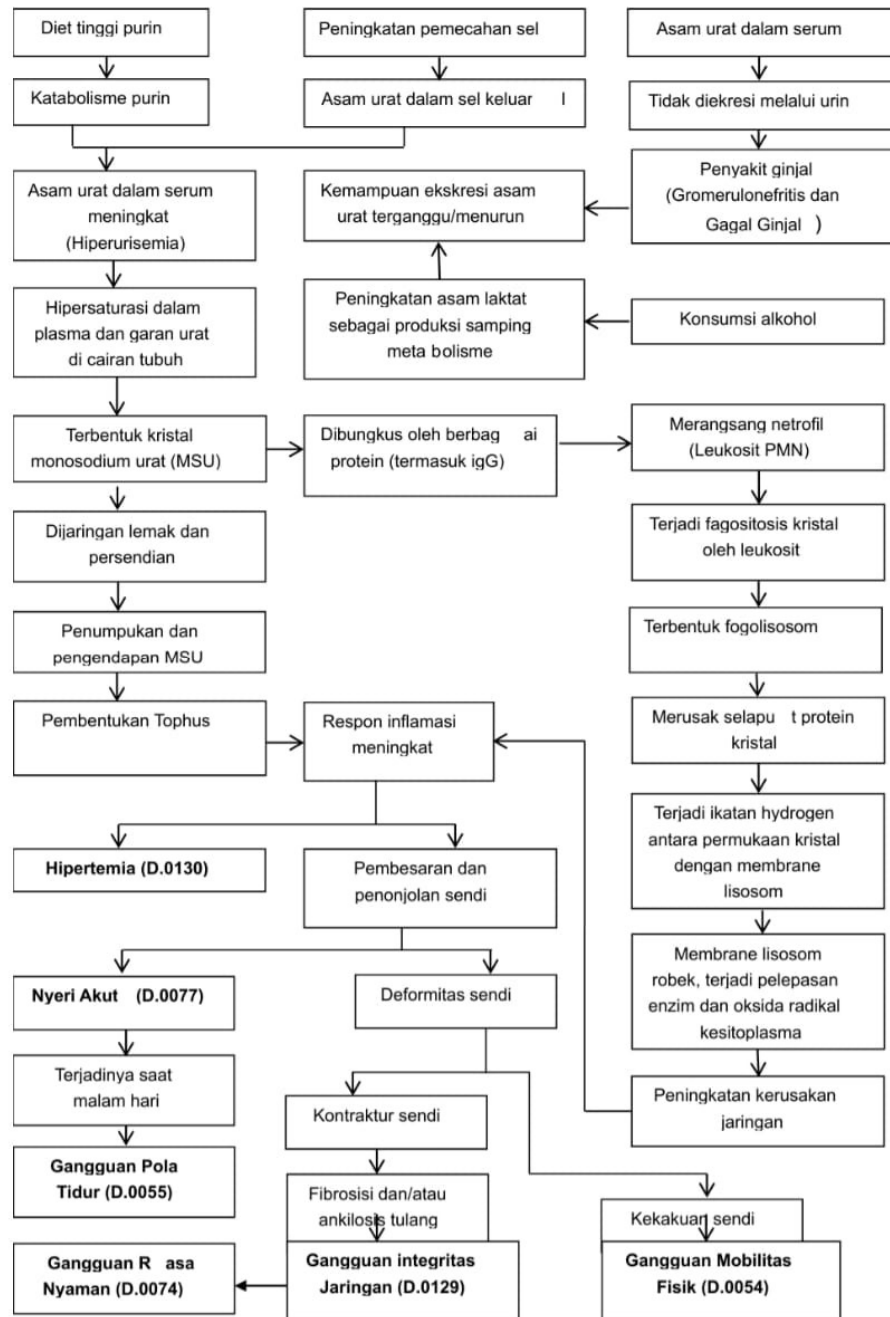 Diet tinggi purin
Peningkatan pemecahan sel
Asam urat dalam serum
Katabolisme purin
Asam urat dalam sel keluar l
Tidak diekresi melalui urin
Asam urat dalam serum
meningkat
(Hiperurisemia)
Kemampuan ekskresi asam
urat terganggu/menurun
Penyakit ginjal
(Gromerulonefritis dan
Gagal Ginjal )
Hipersaturasi dalam
plasma dan garan urat
di cairan tubuh
Peningkatan asam laktat
sebagai produksi samping
meta bolisme
Konsumsi alkohol
Terbentuk kristal
monosodium urat (MSU)
Dibungkus oleh berbag ai
protein (termasuk igG)
Merangsang netrofil
(Leukosit PMN)
Dijaringan lemak dan
persendian
Terjadi fagositosis kristal
oleh leukosit
Penumpukan dan
pengendapan MSU
Terbentuk fogolisosom
Pembentukan Tophus
Respon inflamasi
meningkat
Merusak selapu t protein
kristal
Terjadi ikatan hydrogen
antara permukaan kristal
dengan membrane
lisosom
Hipertemia (D.0130)
Pembesaran dan
penonjolan sendi
Membrane lisosom
robek, terjadi pelepasan
enzim dan oksida radikal
kesitoplasma
Nyeri Akut (D.0077)
Deformitas sendi
Terjadinya saat
malam hari
Kontraktur sendi
Peningkatan kerusakan
jaringan
Gangguan Pola
Tidur (D.0055)
Fibrosisi dan/atau
ankilosis tulang
Kekakuan sendi
Gangguan R asa
Nyaman (D.0074)
Gangguan integritas
Jaringan (D.0129)
Gangguan Mobilitas
Fisik (D.0054)